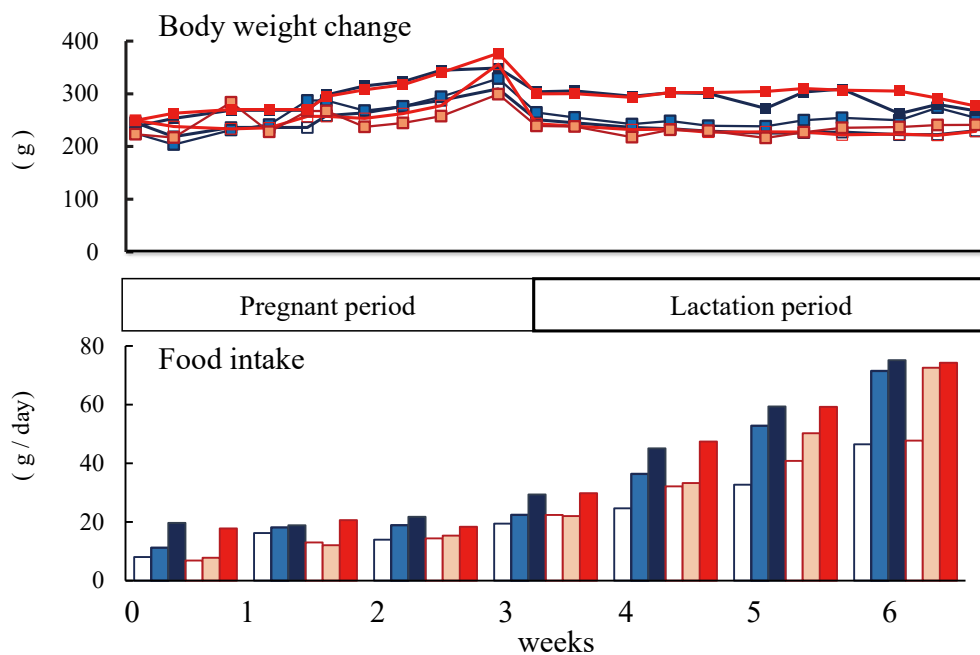 Body weight change
400
300
200
100
0
( g )
Pregnant period
Lactation period
Food intake
80
60
40
20
0
( g / day)
0 1 2 3 4 5 6
weeks